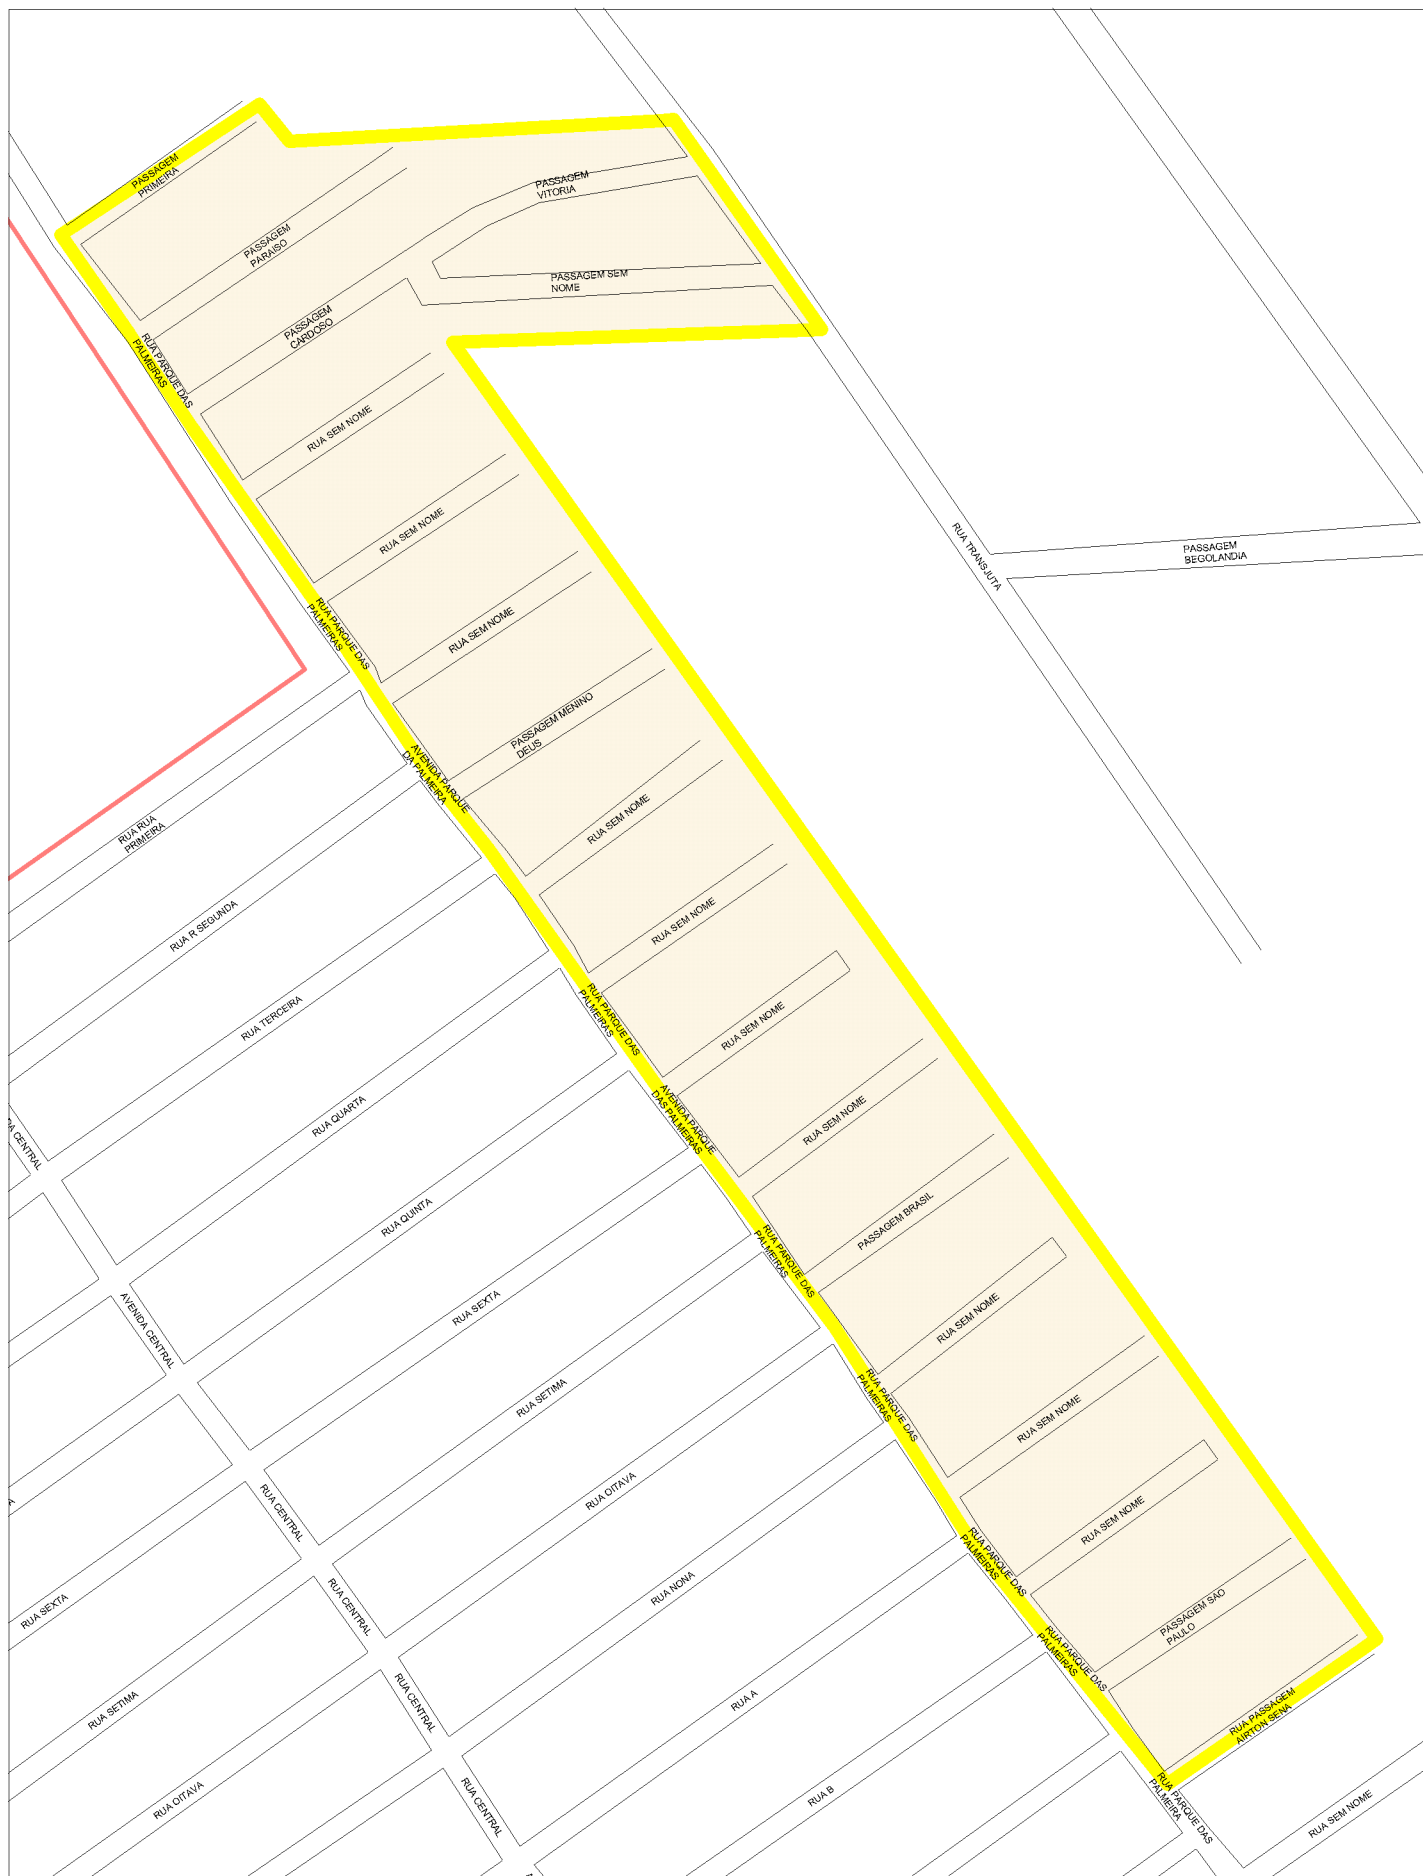 PASSAGEM
PRIMEIRA
PASSAGEM
VITORIA
PASSAGEM
PARAISO
PASSAGEM SEM
NOME
PASSAGEM
CARDOSO
RUA PARQUE DAS
PALMEIRAS
RUA SEM NOME
RUA SEM NOME
RUA TRANSJUTA
PASSAGEM
BEGOLANDIA
RUA PARQUE DAS
PALMEIRAS
RUA SEM NOME
PASSAGEM MENINO
DEUS
AVENIDA PARQUE
DA PALMEIRA
RUA RUA
PRIMEIRA
RUA SEM NOME
RUA R SEGUNDA
RUA SEM NOME
RUA TERCEIRA
RUA PARQUE DAS
PALMEIRAS
RUA SEM NOME
RUA QUARTA
AVENIDA PARQUE
DAS PALMEIRAS
RUA SEM NOME
DA CENTRAL
RUA QUINTA
PASSAGEM BRASIL
RUA PARQUE DAS
PALMEIRAS
AVENIDA CENTRAL
RUA SEXTA
RUA SEM NOME
RUA SETIMA
RUA PARQUE DAS
PALMEIRAS
RUA SEM NOME
A
RUA CENTRAL
RUA OITAVA
RUA SEM NOME
RUA PARQUE DAS
PALMEIRAS
RUA SEXTA
RUA CENTRAL
RUA NONA
PASSAGEM SAO
PAULO
RUA PARQUE DAS
PALMEIRAS
RUA SETIMA
RUA CENTRAL
RUA A
RUA PASSAGEM
AIRTON SENA
RUA OITAVA
RUA CENTRAL
RUA B
RUA PARQUE DAS
PALMEIRA
RUA SEM NOME